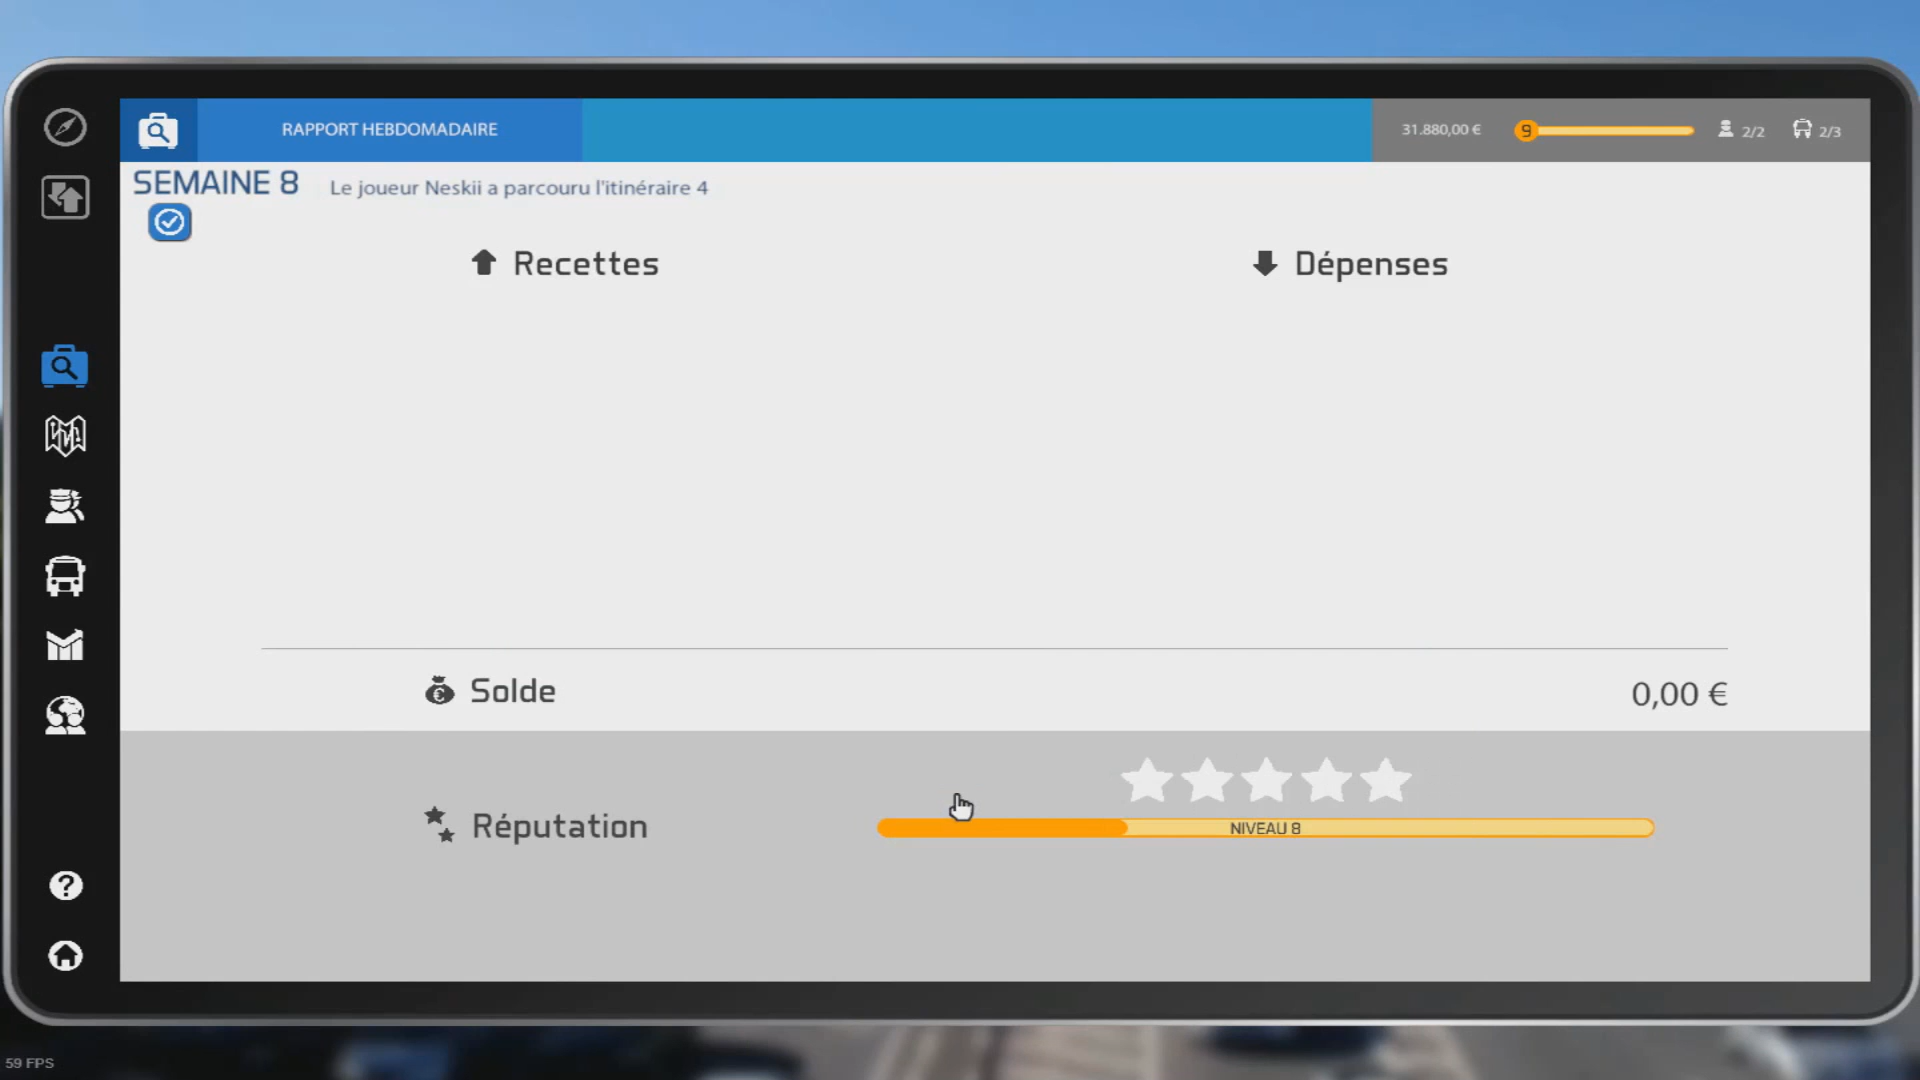 RAPPORT HEBDOMADAIRE
31.880,00 €
9
2/2
2/3
SEMAINE 8
Le joueur Neskii a parcouru l'itinéraire 4
Recettes
Dépenses
Solde
0,00 €
Réputation
NIVEAU 8
59 FPS